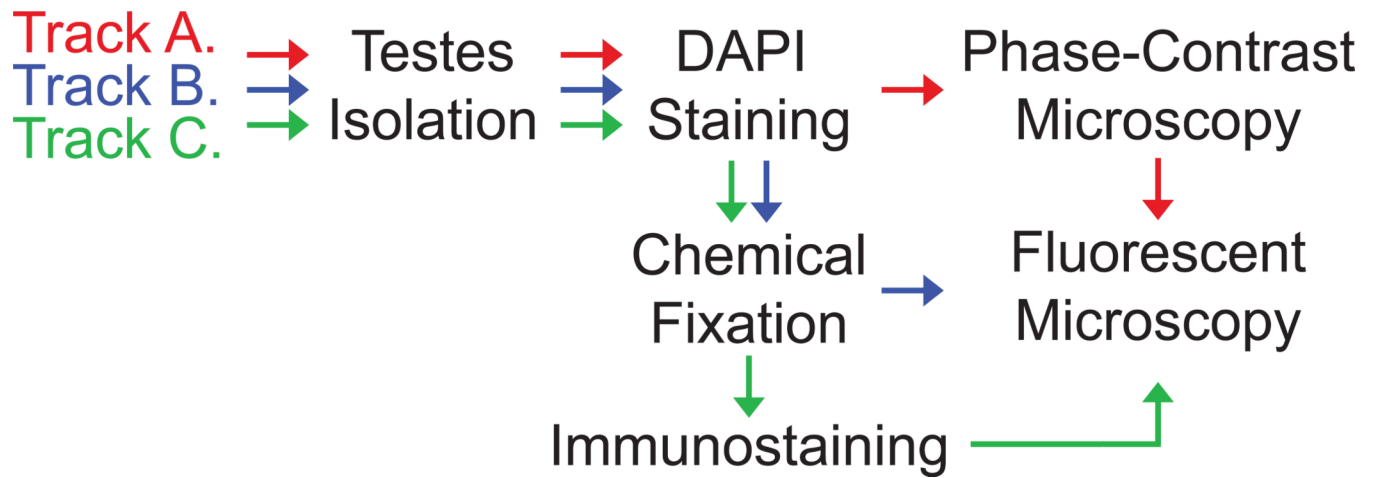 Track A.
Track B.
Track C.
Testes
Isolation
DAPI
Staining
Phase-Contrast
Microscopy
Chemical
Fixation
Fluorescent
Microscopy
Immunostaining